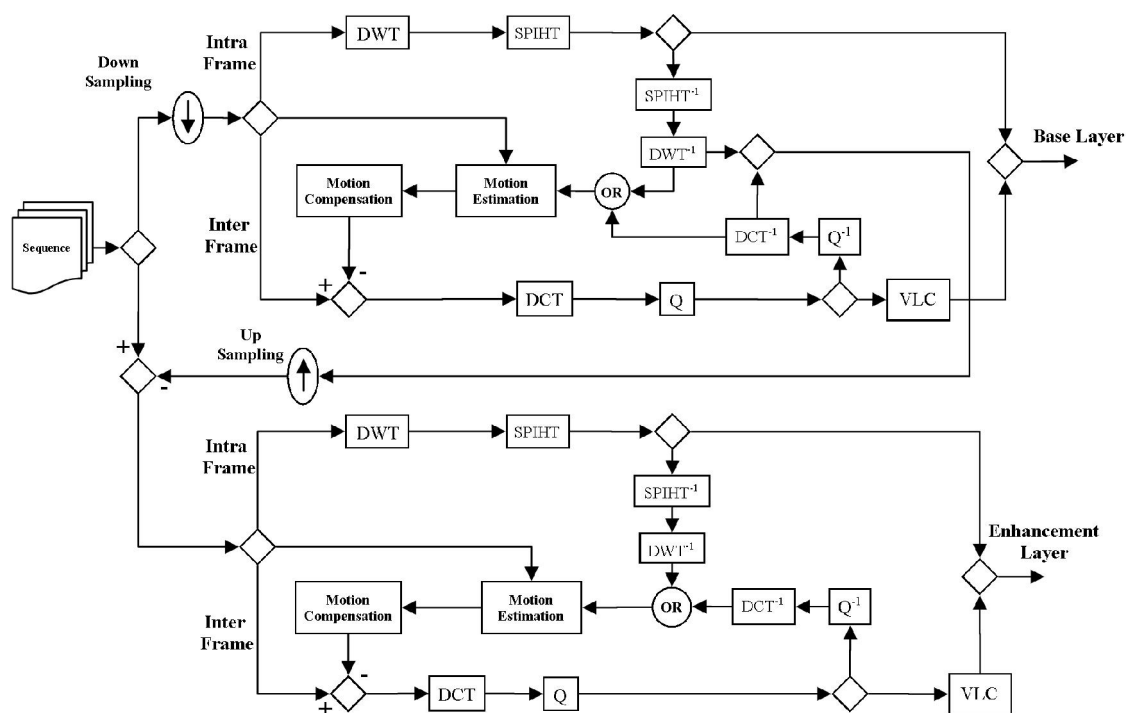 Intra
Frame
DWT
SPIHT
Down
Sampling
SPIHT⁻¹
DWT⁻¹
Base Layer
Motion
Compensation
Motion
Estimation
OR
Inter
Frame
Sequence
DCT⁻¹
Q⁻¹
+
-
DCT
Q
VLC
Up
Sampling
+
-
Intra
Frame
DWT
SPIHT
SPIHT⁻¹
DWT⁻¹
Enhancement
Layer
Motion
Compensation
Motion
Estimation
OR
DCT⁻¹
Q⁻¹
Inter
Frame
-
+
DCT
Q
VLC